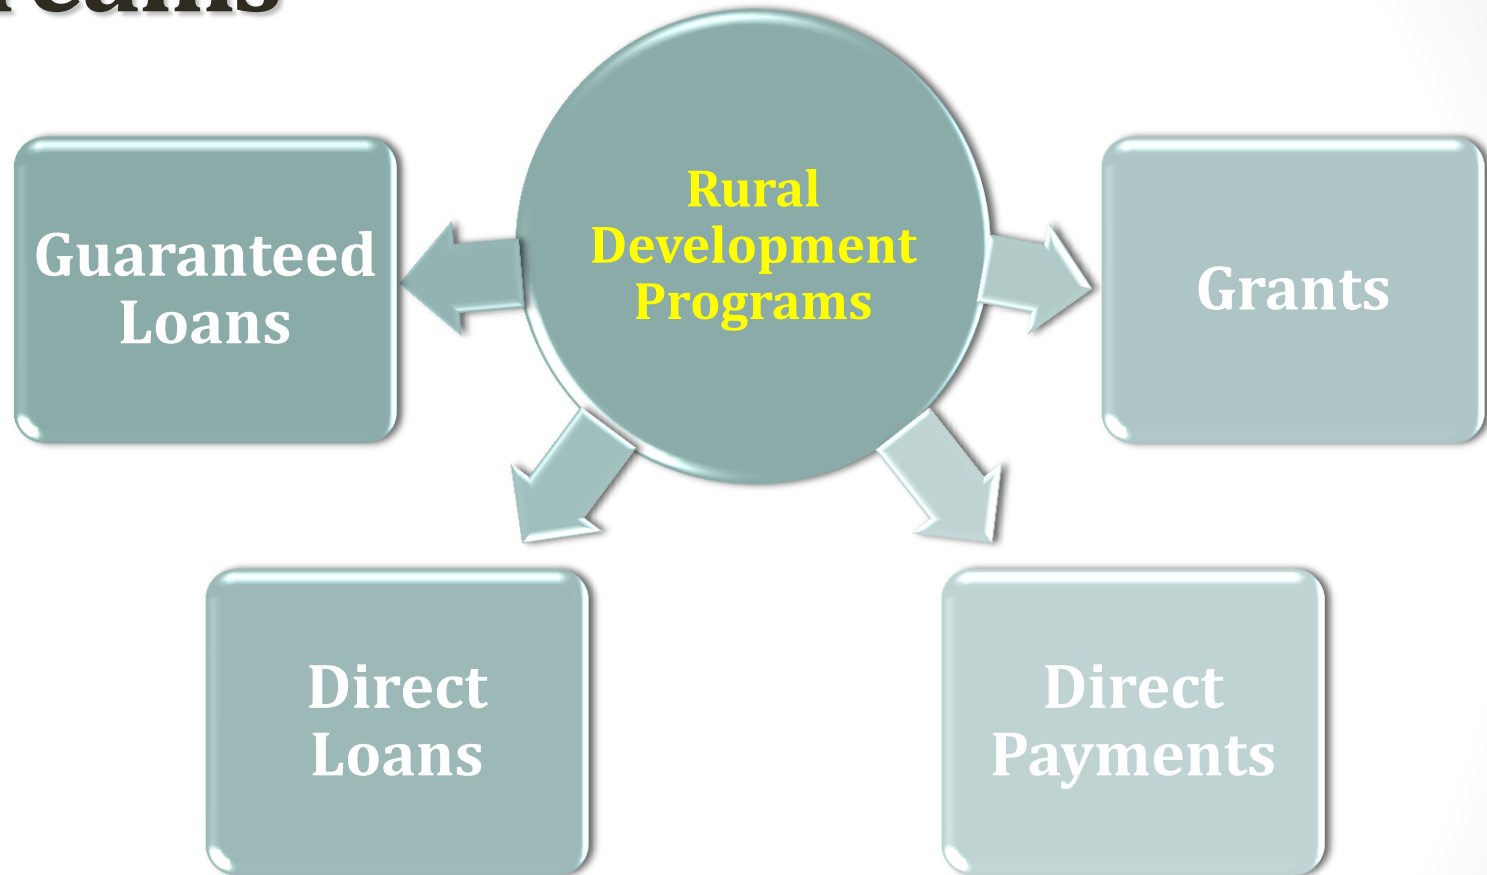 Rural
Development
Programs
Guaranteed
Loans
Grants
Direct
Loans
Direct
Payments